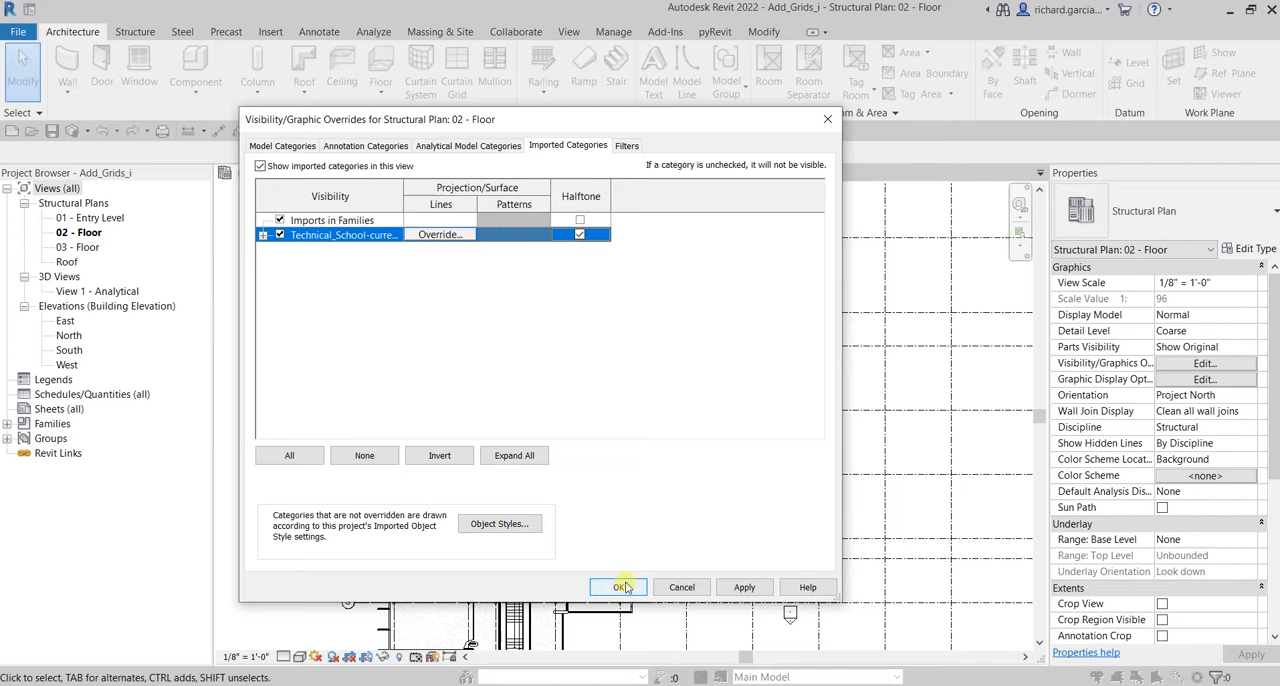 Autodesk Revit 2022 - Add_Grids_i - Structural Plan: 02 - Floor
richard.garcia...
File Architecture Structure Steel Precast Insert Annotate Analyze Massing & Site Collaborate View Manage Add-Ins pyRevit Modify
Modify Wall Door Window Component Column Roof Ceiling Floor Curtain System Curtain Grid Mullion Railing Ramp Stair Model Text Model Line Model Group Room Room Separator Tag Room Area Area Boundary Tag Area By Face Shaft Wall Vertical Dormer Level Grid Set Show Ref Plane Viewer
Select m & Area Opening Datum Work Plane
Visibility/Graphic Overrides for Structural Plan: 02 - Floor
Model Categories Annotation Categories Analytical Model Categories Imported Categories Filters
Show imported categories in this view
If a category is unchecked, it will not be visible.
Visibility Projection/Surface Halftone
Lines Patterns
Imports in Families
Technical_School-curre... Override...
All None Invert Expand All
Categories that are not overridden are drawn
according to this project's Imported Object
Style settings.
Object Styles...
OK Cancel Apply Help
Project Browser - Add_Grids_i
Views (all)
Structural Plans
01 - Entry Level
02 - Floor
03 - Floor
Roof
3D Views
View 1 - Analytical
Elevations (Building Elevation)
East
North
South
West
Legends
Schedules/Quantities (all)
Sheets (all)
Families
Groups
Revit Links
Properties
Structural Plan
Structural Plan: 02 - Floor Edit Type
Graphics
View Scale 1/8" = 1'-0"
Scale Value 1: 96
Display Model Normal
Detail Level Coarse
Parts Visibility Show Original
Visibility/Graphics O... Edit...
Graphic Display Opt... Edit...
Orientation Project North
Wall Join Display Clean all wall joins
Discipline Structural
Show Hidden Lines By Discipline
Color Scheme Locat... Background
Color Scheme <none>
Default Analysis Dis... None
Sun Path
Underlay
Range: Base Level None
Range: Top Level Unbounded
Underlay Orientation Look down
Extents
Crop View
Crop Region Visible
Annotation Crop
Properties help Apply
1/8" = 1'-0"
Click to select, TAB for alternates, CTRL adds, SHIFT unselects.
:0 Main Model :0